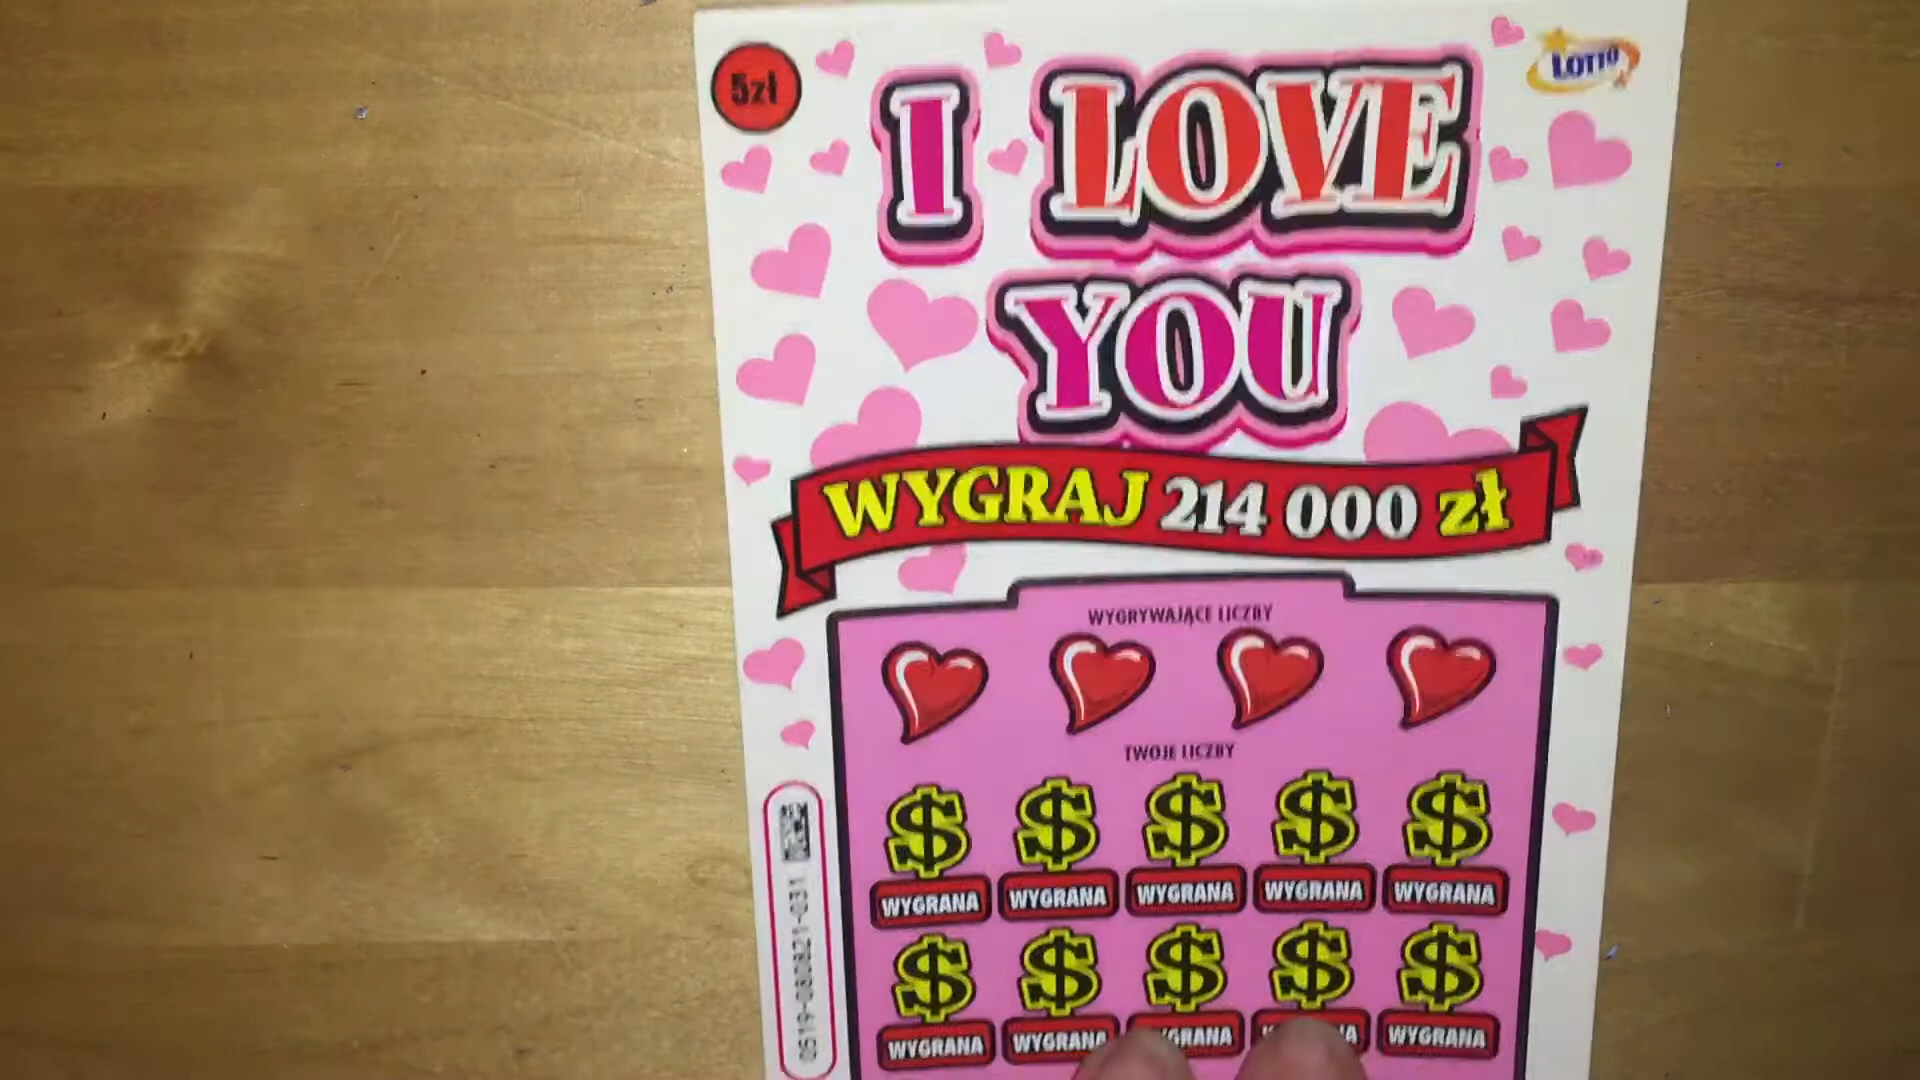 5zł
LOTTO
I LOVE
YOU
WYGRAJ 214 000 zł
WYGRYWAJĄCE LICZBY
TWOJE LICZBY
$ $ $ $ $
WYGRANA WYGRANA WYGRANA WYGRANA WYGRANA
$ $ $ $ $
WYGRANA WYGRANA WYGRANA WYGRANA